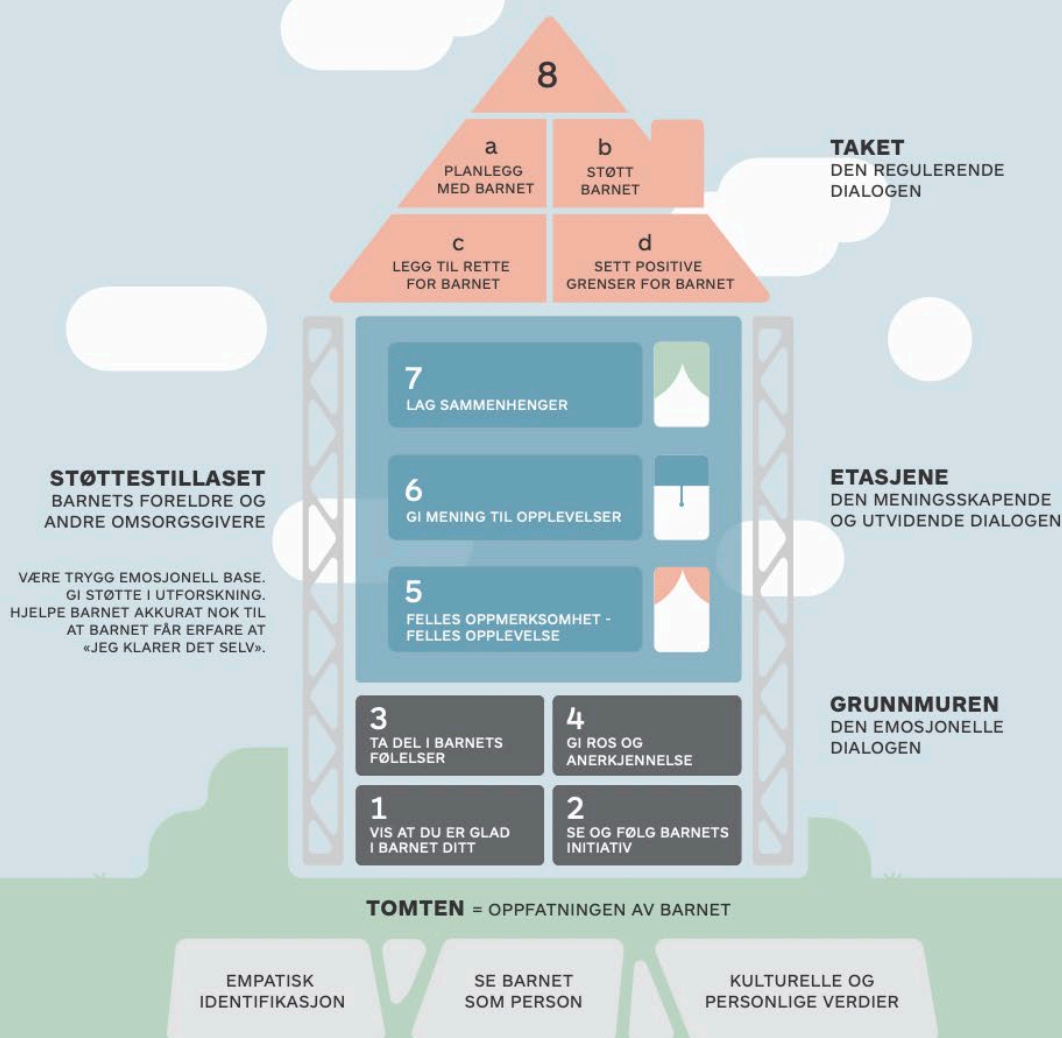 8
a
PLANLEGG
MED BARNET
b
STØTT
BARNET
c
LEGG TIL RETTE
FOR BARNET
d
SETT POSITIVE
GRENSER FOR BARNET
TAKET
DEN REGULERENDE
DIALOGEN
7
LAG SAMMENHENGER
6
GI MENING TIL OPPLEVELSER
5
FELLES OPPMERKSOMHET -
FELLES OPPLEVELSE
STØTTESTILLASET
BARNETS FORELDRE OG
ANDRE OMSORGSGIVERE
VÆRE TRYGG EMOSJONELL BASE.
GI STØTTE I UTFORSKNING.
HJELPE BARNET AKKURAT NOK TIL
AT BARNET FÅR ERFARE AT
«JEG KLARER DET SELV».
ETASJENE
DEN MENINGSSKAPENDE
OG UTVIDENDE DIALOGEN
3
TA DEL I BARNETS
FØLELSER
4
GI ROS OG
ANERKJENNELSE
1
VIS AT DU ER GLAD
I BARNET DITT
2
SE OG FØLG BARNETS
INITIATIV
GRUNNMUREN
DEN EMOSJONELLE
DIALOGEN
TOMTEN = OPPFATNINGEN AV BARNET
EMPATISK
IDENTIFIKASJON
SE BARNET
SOM PERSON
KULTURELLE OG
PERSONLIGE VERDIER